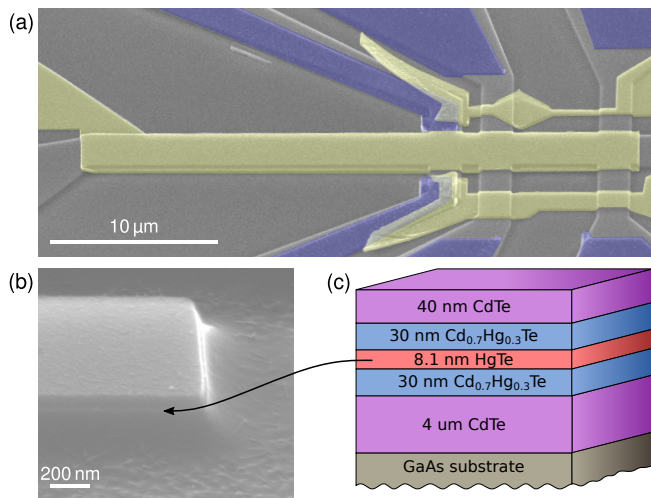 (a)
10 μm
(b)
200 nm
(c)
40 nm CdTe
30 nm Cd₀.₇Hg₀.₃Te
8.1 nm HgTe
30 nm Cd₀.₇Hg₀.₃Te
4 um CdTe
GaAs substrate